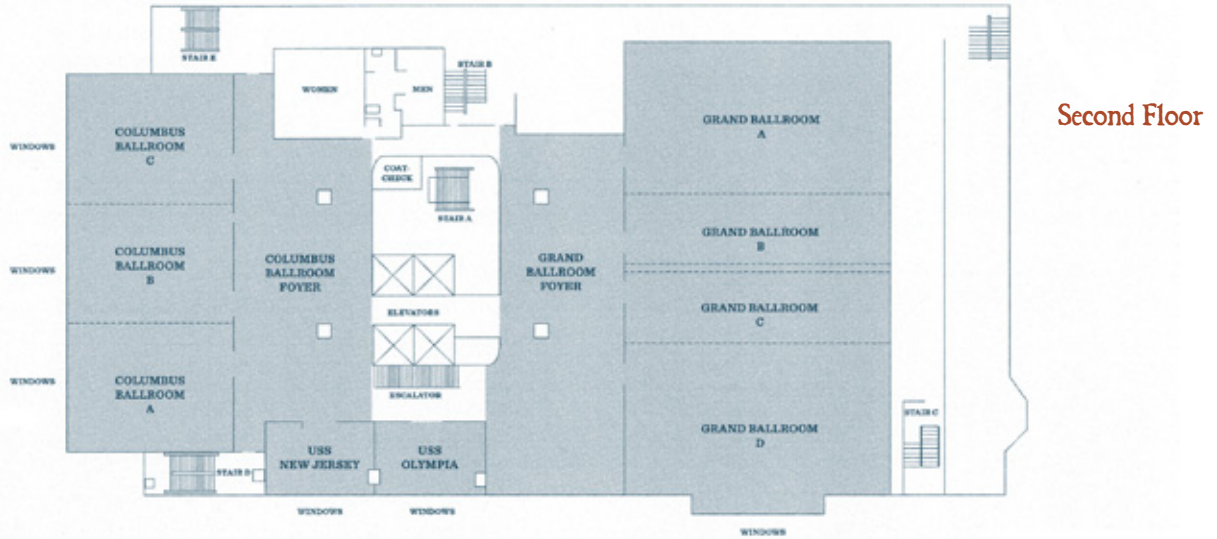 STAIR E
WOMEN
MEN
STAIR B
Second Floor
WINDOWS
COLUMBUS
BALLROOM
C
COAT-
CHECK
STAIR A
GRAND BALLROOM
A
WINDOWS
COLUMBUS
BALLROOM
B
COLUMBUS
BALLROOM
FOYER
ELEVATORS
GRAND
BALLROOM
FOYER
GRAND BALLROOM
B
GRAND BALLROOM
C
WINDOWS
COLUMBUS
BALLROOM
A
ESCALATOR
STAIR C
GRAND BALLROOM
D
STAIR D
USS
NEW JERSEY
USS
OLYMPIA
WINDOWS
WINDOWS
WINDOWS